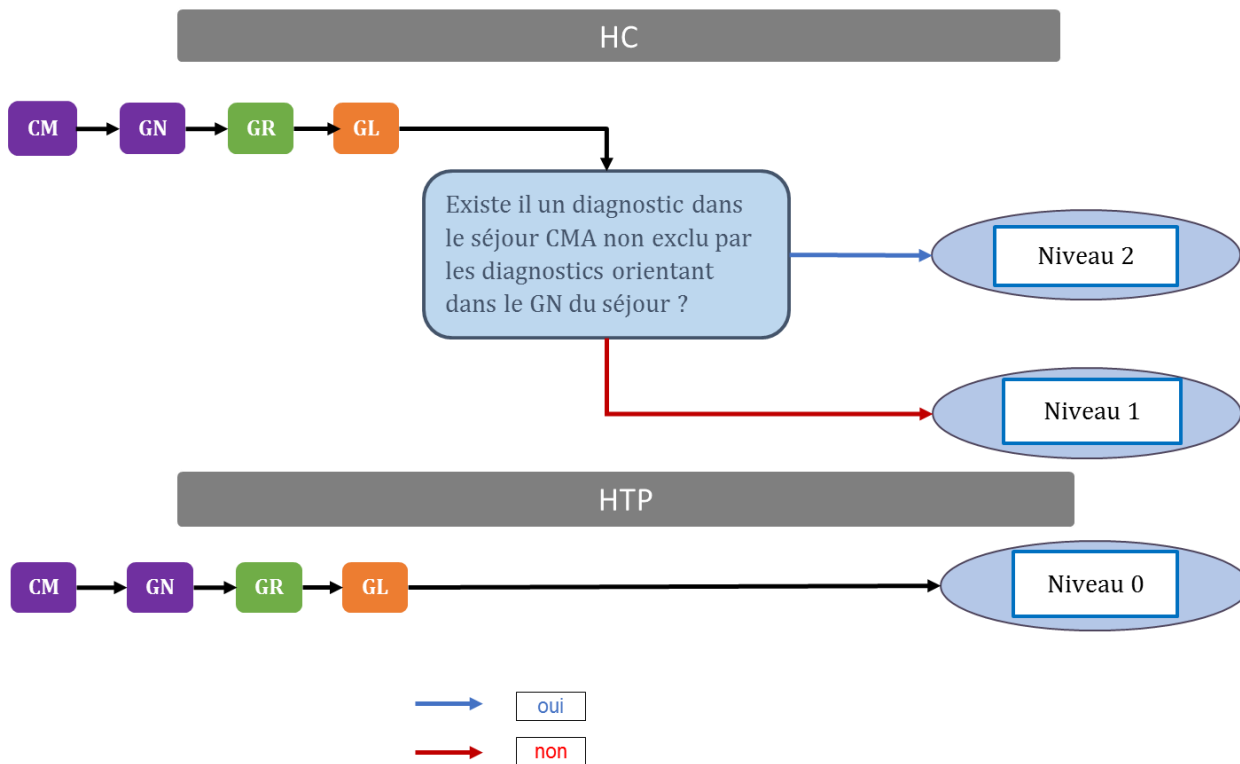 HC
CM
GN
GR
GL
Existe il un diagnostic dans
le séjour CMA non exclu par
les diagnostics orientant
dans le GN du séjour ?
Niveau 2
Niveau 1
HTP
CM
GN
GR
GL
Niveau 0
oui
non